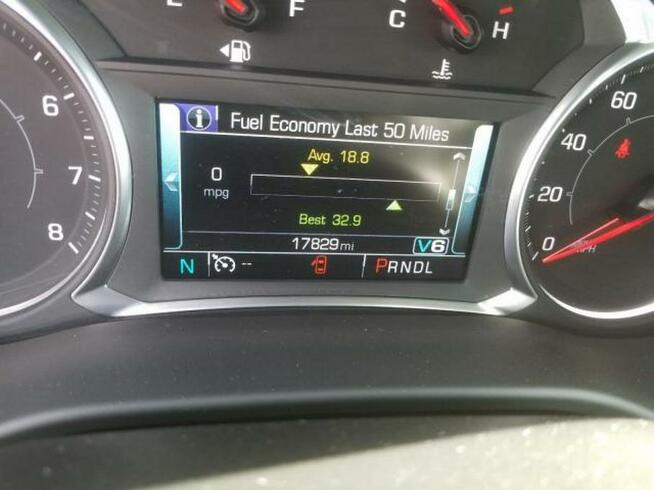 E F
C H
6
7
8
i Fuel Economy Last 50 Miles
Avg. 18.8
0
mpg
Best 32.9
17829 mi V6
N -- PRNDL
60
40
20
0
MPH